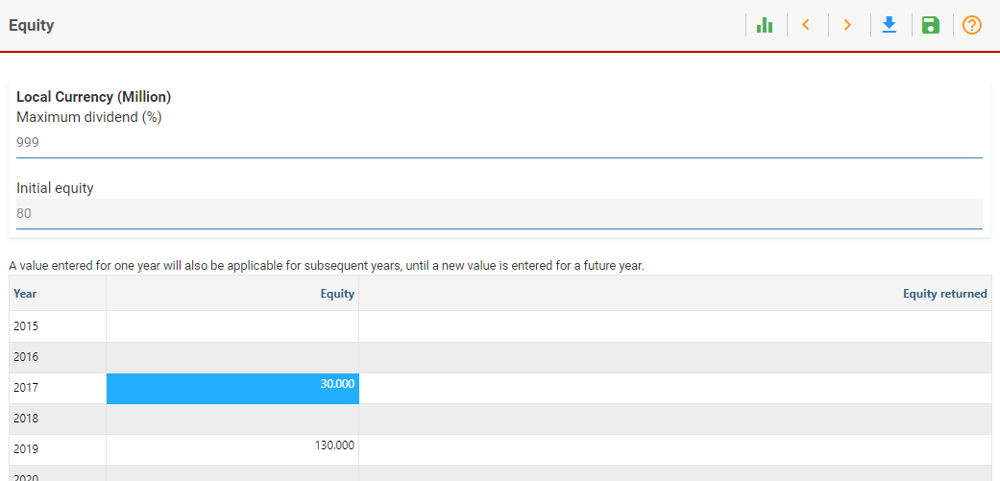 Equity
Local Currency (Million)
Maximum dividend (%)
999
Initial equity
80
A value entered for one year will also be applicable for subsequent years, until a new value is entered for a future year.
Year Equity Equity returned
2015
2016
2017 30.000
2018
2019 130.000
2020